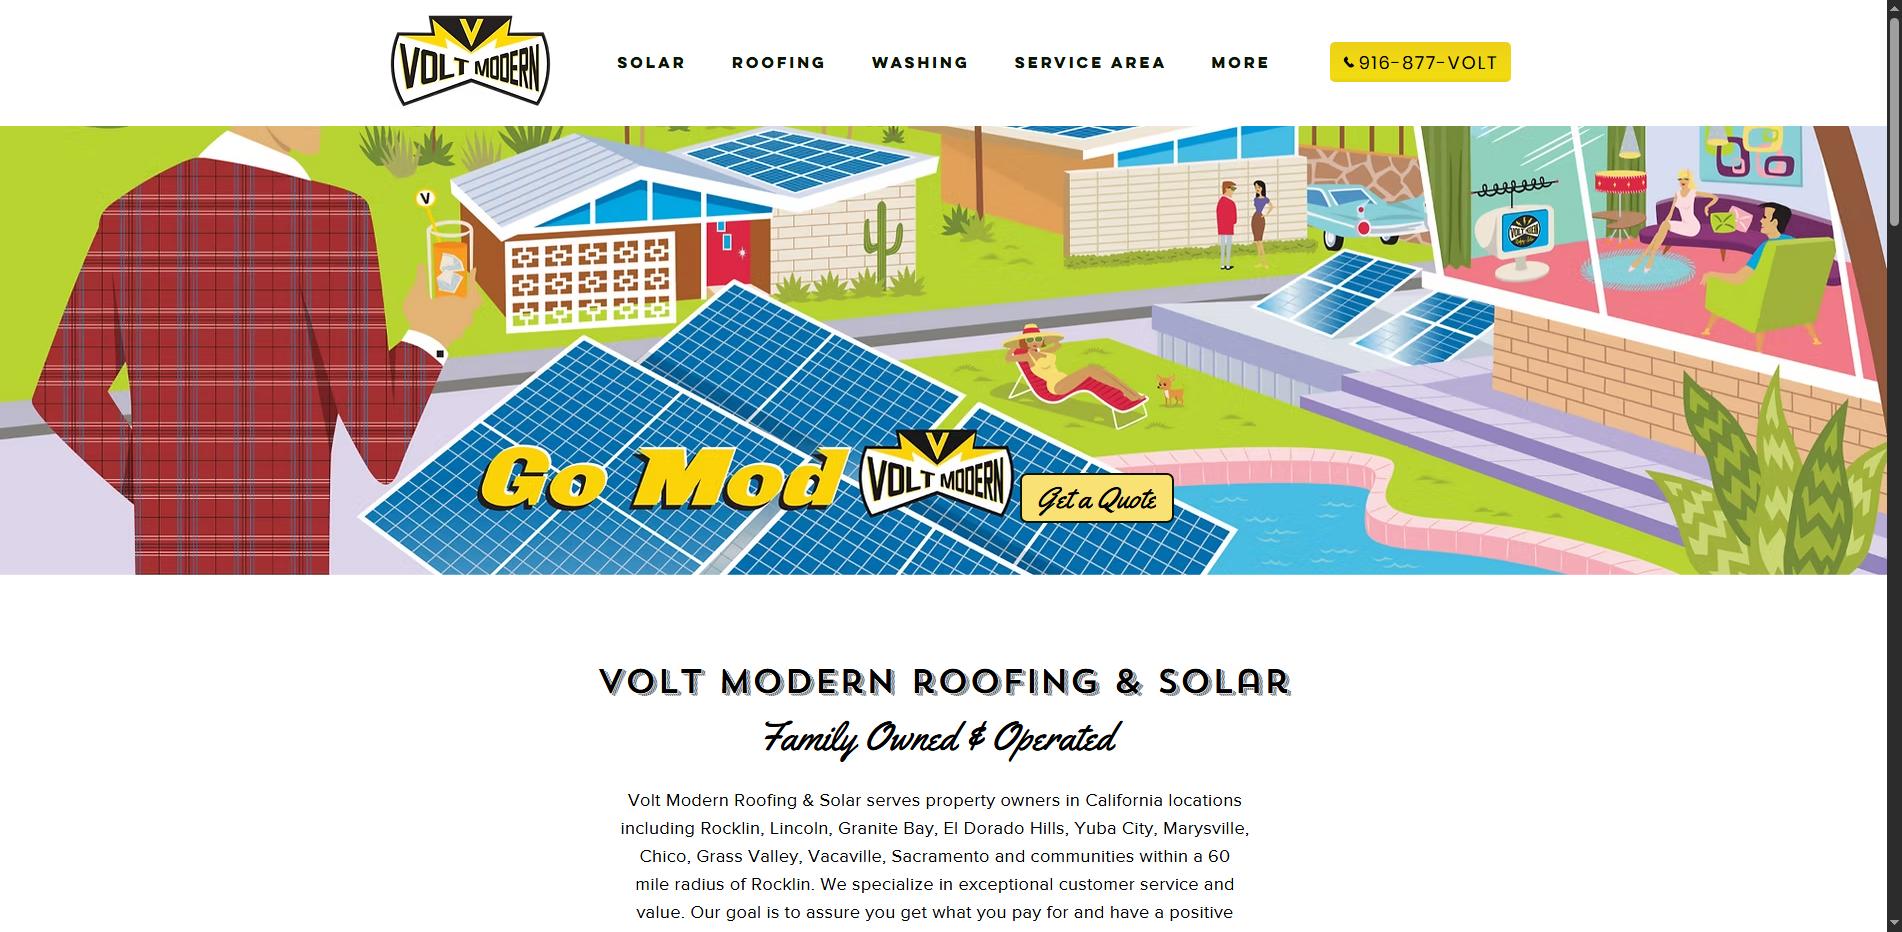 VOLT MODERN
SOLAR
ROOFING
WASHING
SERVICE AREA
MORE
916-877-VOLT
V
VOLT MODERN
Go Mod
VOLT MODERN
Get a Quote
VOLT MODERN ROOFING & SOLAR
Family Owned & Operated
Volt Modern Roofing & Solar serves property owners in California locations
including Rocklin, Lincoln, Granite Bay, El Dorado Hills, Yuba City, Marysville,
Chico, Grass Valley, Vacaville, Sacramento and communities within a 60
mile radius of Rocklin. We specialize in exceptional customer service and
value. Our goal is to assure you get what you pay for and have a positive